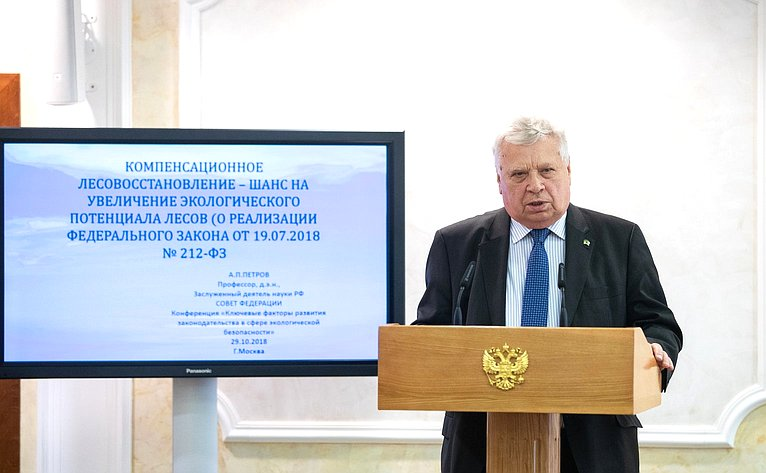 КОМПЕНСАЦИОННОЕ
ЛЕСОВОССТАНОВЛЕНИЕ – ШАНС НА
УВЕЛИЧЕНИЕ ЭКОЛОГИЧЕСКОГО
ПОТЕНЦИАЛА ЛЕСОВ (О РЕАЛИЗАЦИИ
ФЕДЕРАЛЬНОГО ЗАКОНА ОТ 19.07.2018
№ 212-ФЗ
А.П.ПЕТРОВ
Профессор, д.э.н.,
Заслуженный деятель науки РФ
СОВЕТ ФЕДЕРАЦИИ
Конференция «Ключевые факторы развития
законодательства в сфере экологической
безопасности»
29.10.2018
Г.Москва
Panasonic